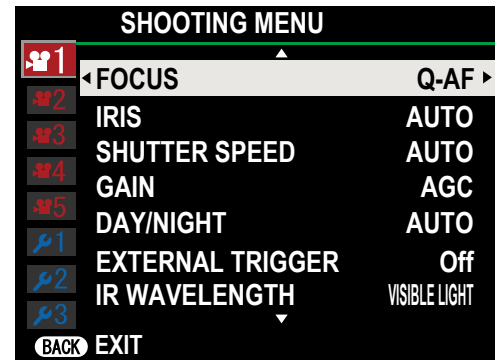 SHOOTING MENU
1
FOCUS Q-AF
2
IRIS AUTO
3
SHUTTER SPEED AUTO
4
GAIN AGC
5
DAY/NIGHT AUTO
1
EXTERNAL TRIGGER Off
2
IR WAVELENGTH VISIBLE LIGHT
3
BACK EXIT